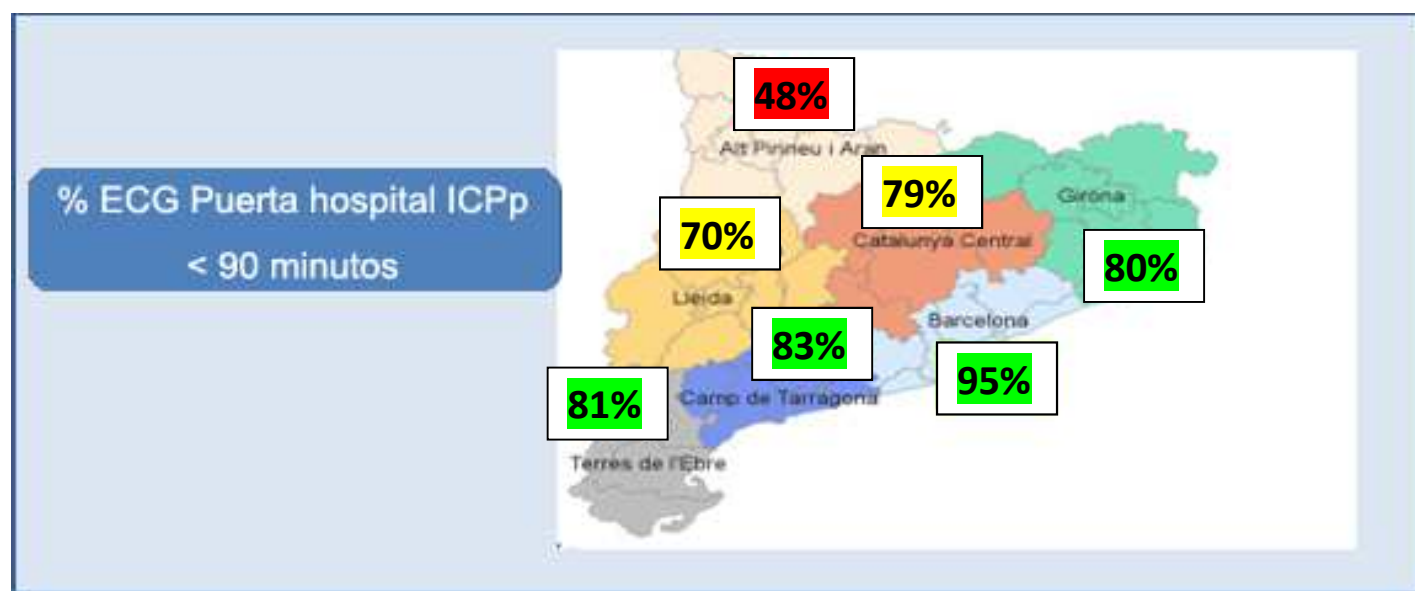 % ECG Puerta hospital ICPp
< 90 minutos
48%
Alt Pirineu i Aran
79%
Girona
70%
Catalunya Central
80%
Lleida
Barcelona
83%
95%
81%
Camp de Tarragona
Terres de l'Ebre